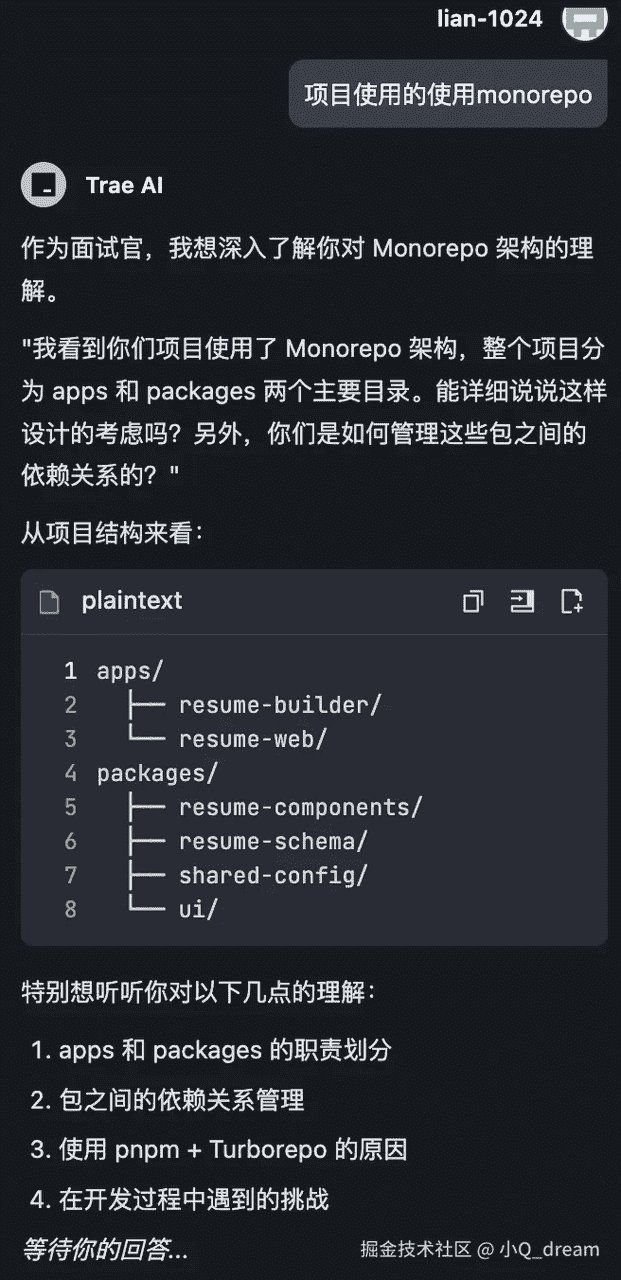 lian-1024
项目使用的使用monorepo
Trae AI
作为面试官，我想深入了解你对 Monorepo 架构的理
解。
"我看到你们项目使用了 Monorepo 架构，整个项目分
为 apps 和 packages 两个主要目录。能详细说说这样
设计的考虑吗？另外，你们是如何管理这些包之间的
依赖关系的？"
从项目结构来看：
plaintext
1 apps/
2   ├── resume-builder/
3   └── resume-web/
4 packages/
5   ├── resume-components/
6   ├── resume-schema/
7   ├── shared-config/
8   └── ui/
特别想听听你对以下几点的理解：
1. apps 和 packages 的职责划分
2. 包之间的依赖关系管理
3. 使用 pnpm + Turborepo 的原因
4. 在开发过程中遇到的挑战
等待你的回答...
掘金技术社区 @ 小Q_dream